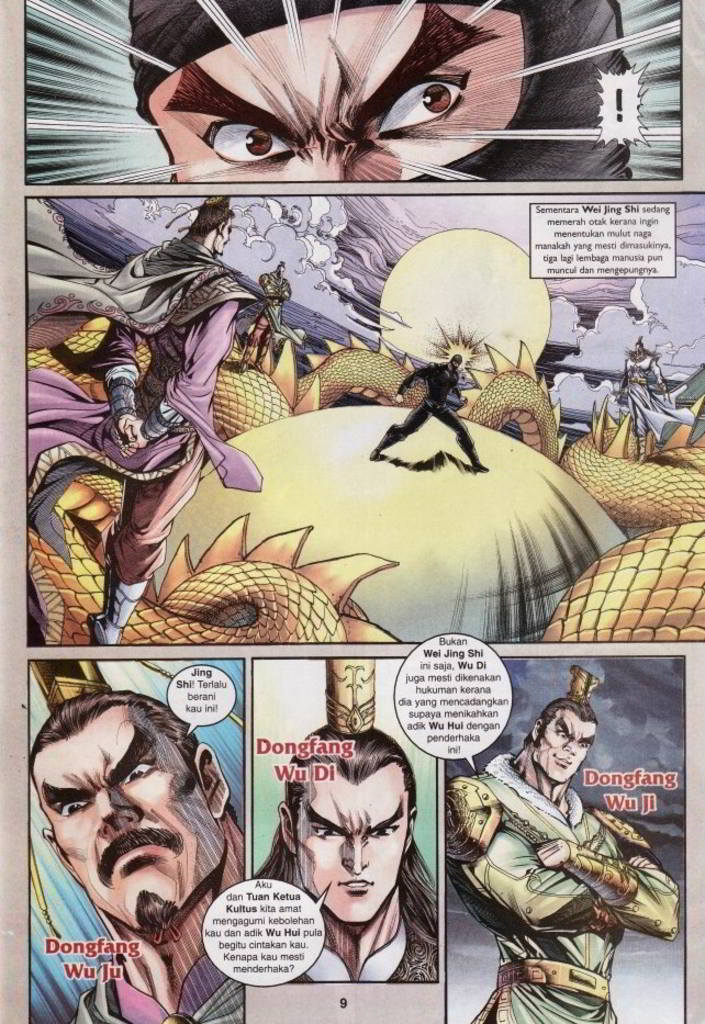 !
Sementara Wei Jing Shi sedang
memerah otak kerana ingin
menentukan mulut naga
manakah yang mesti dimasukinya,
tiga lagi lembaga manusia pun
muncul dan mengepungnya.
Jing
Shi! Terlalu
berani
kau ini!
Dongfang
Wu Ju
Dongfang
Wu Di
Aku
dan Tuan Ketua
Kultus kita amat
mengagumi kebolehan
kau dan adik Wu Hui pula
begitu cintakan kau.
Kenapa kau mesti
menderhaka?
Bukan
Wei Jing Shi
ini saja, Wu Di
juga mesti dikenakan
hukuman kerana
dia yang mencadangkan
supaya menikahkan
adik Wu Hui dengan
penderhaka
ini!
Dongfang
Wu Ji
9